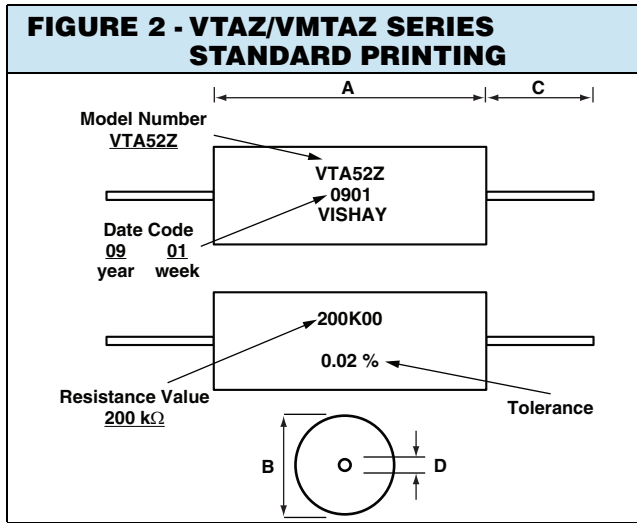 FIGURE 2 - VTAZ/VMTAZ SERIES
STANDARD PRINTING
A
C
Model Number
VTA52Z
VTA52Z
0901
VISHAY
Date Code
09 01
year week
200K00
0.02 %
Resistance Value
200 kΩ
Tolerance
B
D